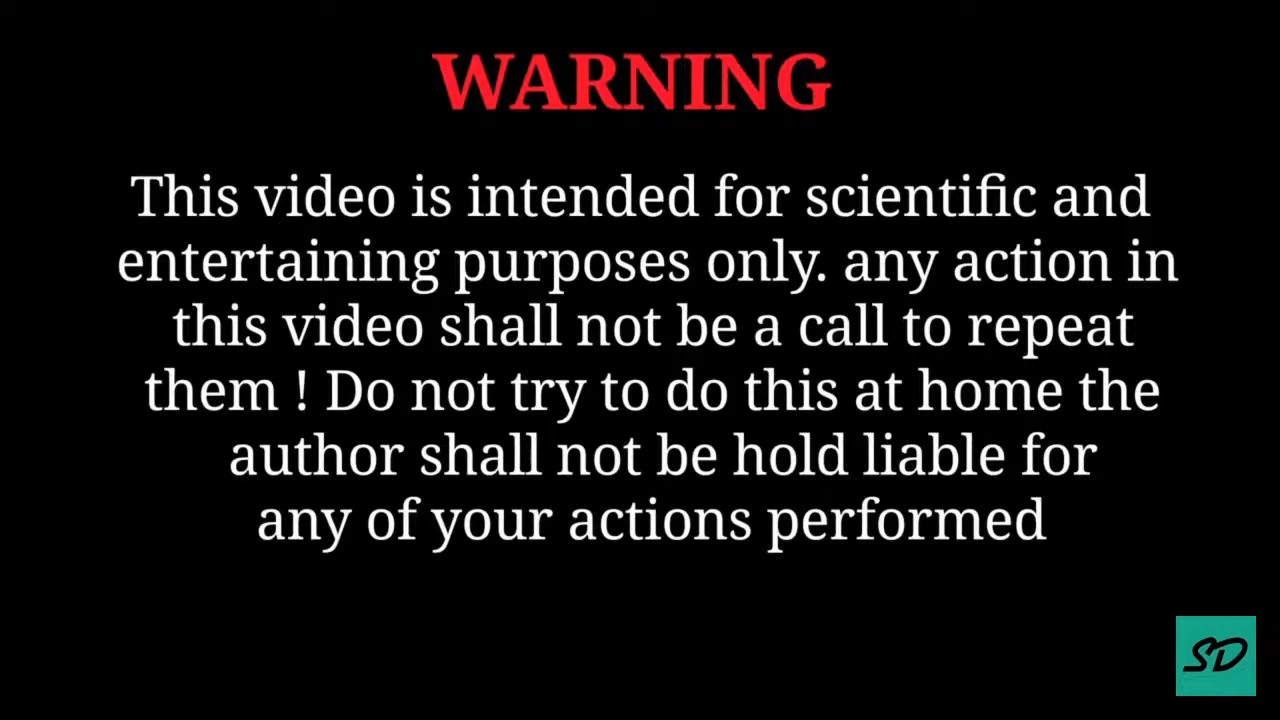 WARNING
This video is intended for scientific and
entertaining purposes only. any action in
this video shall not be a call to repeat
them ! Do not try to do this at home the
author shall not be hold liable for
any of your actions performed
SD